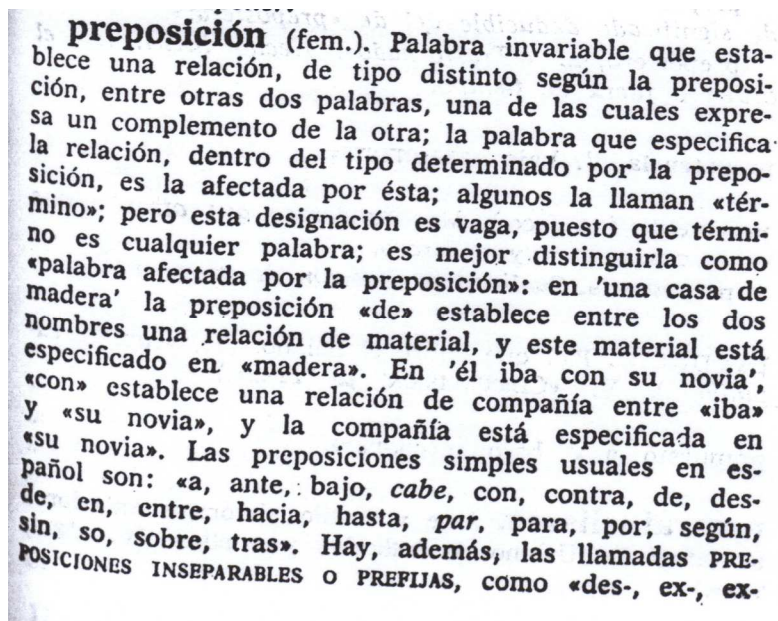 preposición (fem.). Palabra invariable que esta-
blece una relación, de tipo distinto según la preposi-
ción, entre otras dos palabras, una de las cuales expre-
sa un complemento de la otra; la palabra que especifica
la relación, dentro del tipo determinado por la prepo-
sición, es la afectada por ésta; algunos la llaman «tér-
mino»; pero esta designación es vaga, puesto que térmi-
no es cualquier palabra; es mejor distinguirla como
«palabra afectada por la preposición»: en 'una casa de
madera' la preposición «de» establece entre los dos
nombres una relación de material, y este material está
especificado en «madera». En 'él iba con su novia',
«con» establece una relación de compañía entre «iba»
y «su novia», y la compañía está especificada en
«su novia». Las preposiciones simples usuales en es-
pañol son: «a, ante, bajo, cabe, con, contra, de, des-
de, en, entre, hacia, hasta, par, para, por, según,
sin, so, sobre, tras». Hay, además, las llamadas PRE-
POSICIONES INSEPARABLES O PREFIJAS, como «des-, ex-, ex-